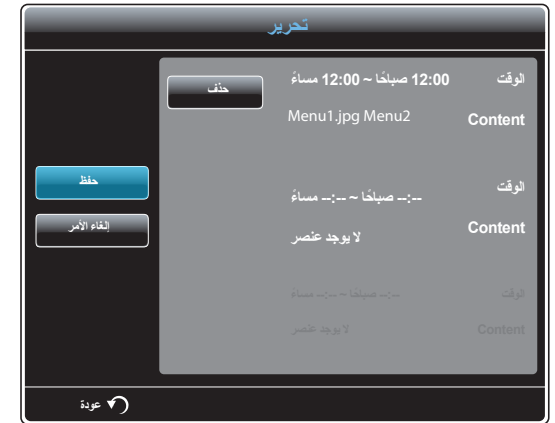 تحرير
الوقت 12:00 صباحًا ~ 12:00 مساءً
حذف
Content Menu1.jpg Menu2
الوقت --:-- صباحًا ~ --:-- مساءً
Content لا يوجد عنصر
الوقت --:-- صباحًا ~ --:-- مساءً
Content لا يوجد عنصر
حفظ
إلغاء الأمر
عودة